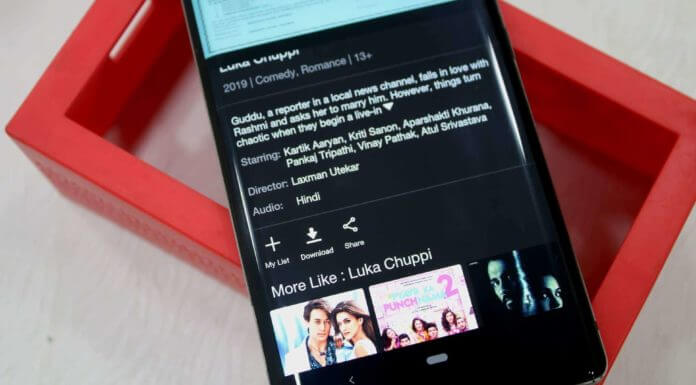 Luka Chuppi
2019 | Comedy, Romance | 13+
Guddu, a reporter in a local news channel, falls in love with
Rashmi and asks her to marry him. However, things turn
chaotic when they begin a live-in
Starring: Kartik Aaryan, Kriti Sanon, Aparshakti Khurana,
Pankaj Tripathi, Vinay Pathak, Atul Srivastava
Director: Laxman Utekar
Audio: Hindi
My List Download Share
More Like : Luka Chuppi
PYAAR KA
PUNCHNAMA 2